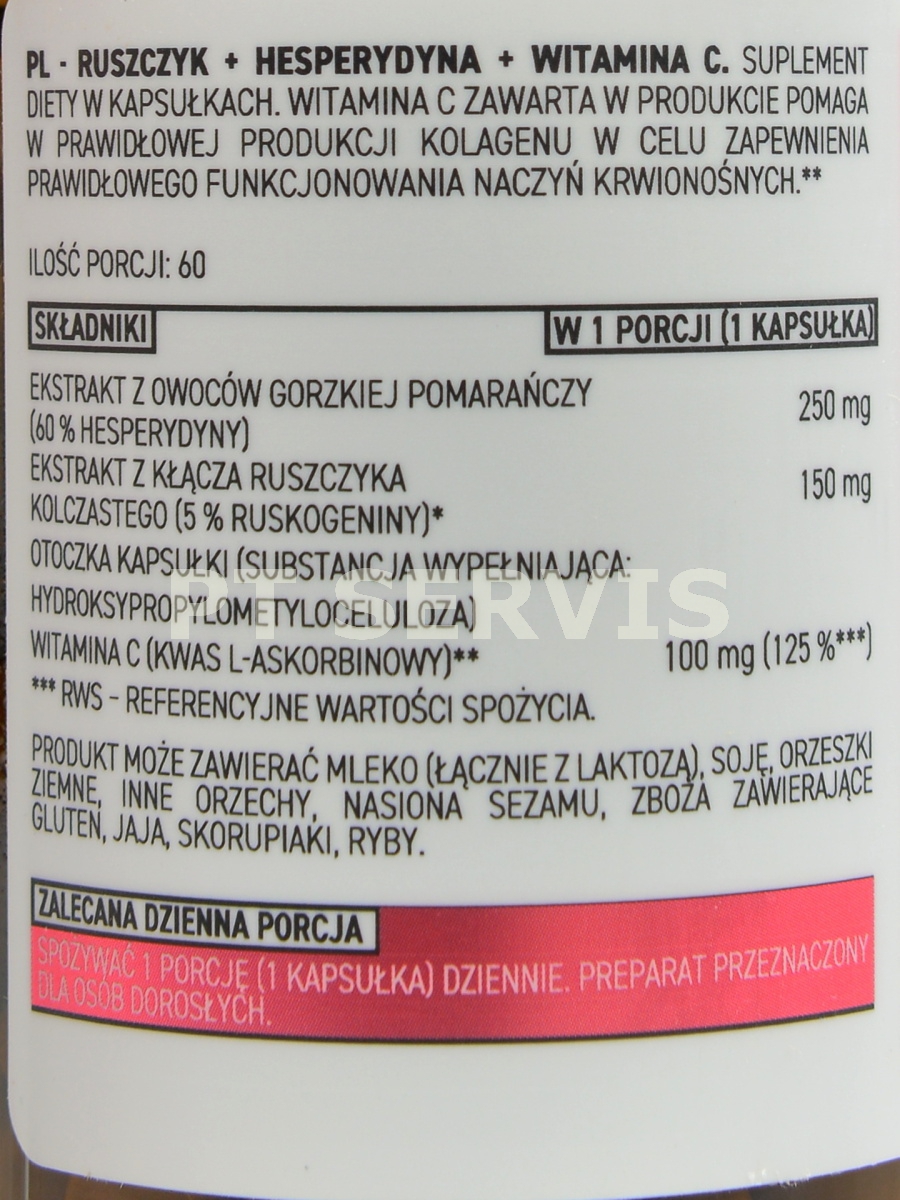 PL - RUSZCZYK + HESPERYDYNA + WITAMINA C. SUPLEMENT
DIETY W KAPSUŁKACH. WITAMINA C ZAWARTA W PRODUKCIE POMAGA
W PRAWIDŁOWEJ PRODUKCJI KOLAGENU W CELU ZAPEWNIENIA
PRAWIDŁOWEGO FUNKCJONOWANIA NACZYŃ KRWIONOŚNYCH.**
ILOŚĆ PORCJI: 60
SKŁADNIKI W 1 PORCJI (1 KAPSUŁKA)
EKSTRAKT Z OWOCÓW GORZKIEJ POMARAŃCZY 250 mg
(60 % HESPERYDYNY)
EKSTRAKT Z KŁĄCZA RUSZCZYKA 150 mg
KOLCZASTEGO (5 % RUSKOGENINY)*
OTOCZKA KAPSUŁKI (SUBSTANCJA WYPEŁNIAJĄCA:
HYDROKSYPROPYLOMETYLOCELULOZA)
PT SERVIS
WITAMINA C (KWAS L-ASKORBINOWY)** 100 mg (125 %***)
*** RWS - REFERENCYJNE WARTOŚCI SPOŻYCIA.
PRODUKT MOŻE ZAWIERAĆ MLEKO (ŁĄCZNIE Z LAKTOZĄ), SOJĘ, ORZESZKI
ZIEMNE, INNE ORZECHY, NASIONA SEZAMU, ZBOŻA ZAWIERAJĄCE
GLUTEN, JAJA, SKORUPIAKI, RYBY.
ZALECANA DZIENNA PORCJA
SPOŻYWAĆ 1 PORCJĘ (1 KAPSUŁKA) DZIENNIE. PREPARAT PRZEZNACZONY
DLA OSÓB DOROSŁYCH.